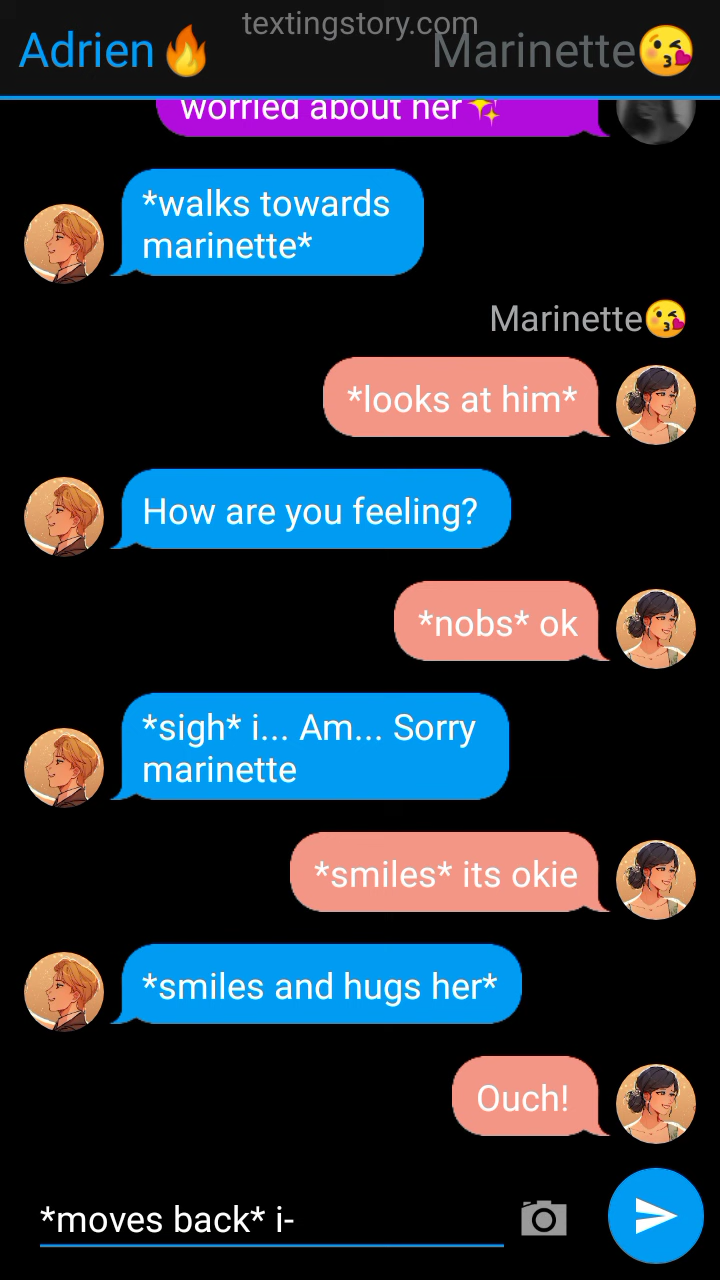 textingstory.com
Adrien🔥 Marinette😘
worried about her✨
*walks towards
marinette*
Marinette😘
*looks at him*
How are you feeling?
*nobs* ok
*sigh* i... Am... Sorry
marinette
*smiles* its okie
*smiles and hugs her*
Ouch!
*moves back* i-